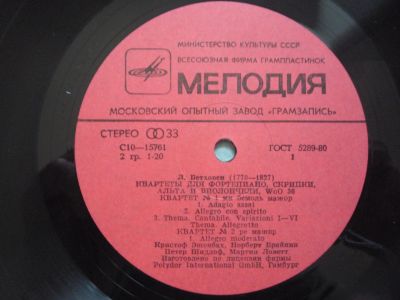 МИНИСТЕРСТВО КУЛЬТУРЫ СССР
ВСЕСОЮЗНАЯ ФИРМА ГРАМПЛАСТИНОК
МЕЛОДИЯ
МОСКОВСКИЙ ОПЫТНЫЙ ЗАВОД «ГРАМЗАПИСЬ»
СТЕРЕО 33
С10—15761
ГОСТ 5289-80
2 гр. 1-20
1
Л. Бетховен (1770—1827)
КВАРТЕТЫ ДЛЯ ФОРТЕПИАНО, СКРИПКИ,
АЛЬТА И ВИОЛОНЧЕЛИ, WoO 36
КВАРТЕТ № 1 ми бемоль мажор
1. Adagio assai
2. Allegro con spirito
3. Thema. Cantabile, Variationi I—VI
Thema. Allegretto
КВАРТЕТ № 2 ре мажор
1. Allegro moderato
Кристоф Эшенбах, Норберт Брайнин
Петер Шидлоф, Мартин Ловетт
Изготовлено по лицензии фирмы
Polydor International GmbH, Гамбург